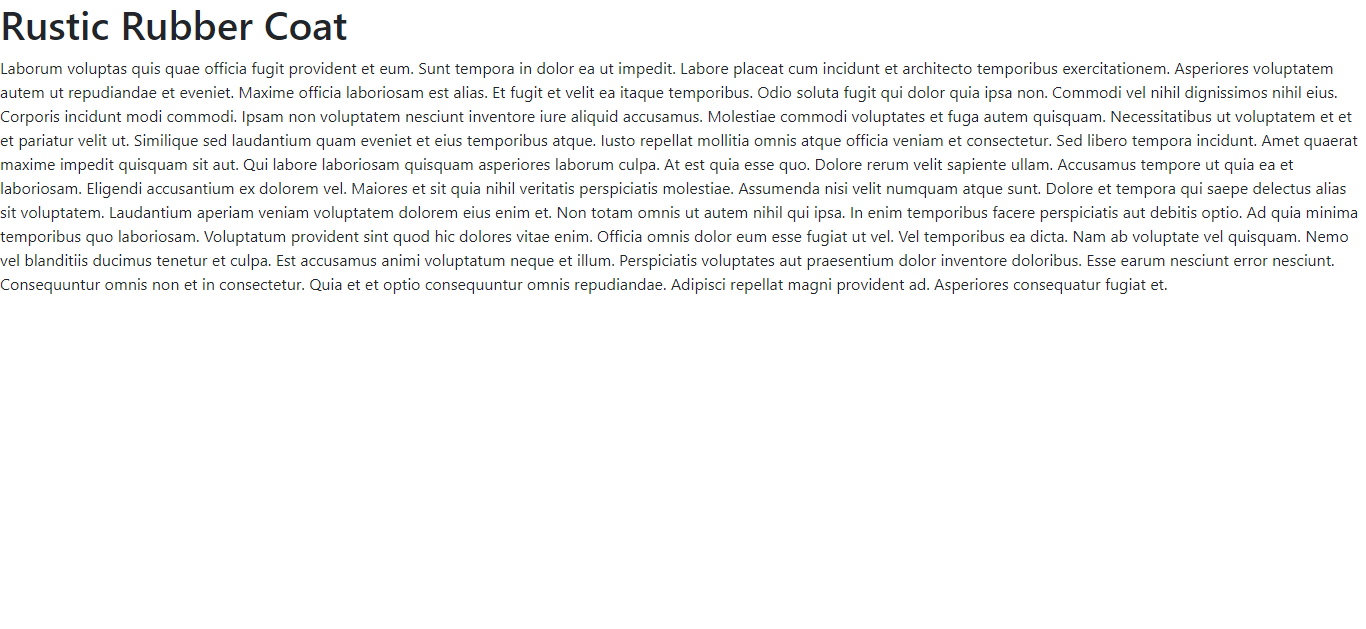 Rustic Rubber Coat
Laborum voluptas quis quae officia fugit provident et eum. Sunt tempora in dolor ea ut impedit. Labore placeat cum incidunt et architecto temporibus exercitationem. Asperiores voluptatem
autem ut repudiandae et eveniet. Maxime officia laboriosam est alias. Et fugit et velit ea itaque temporibus. Odio soluta fugit qui dolor quia ipsa non. Commodi vel nihil dignissimos nihil eius.
Corporis incidunt modi commodi. Ipsam non voluptatem nesciunt inventore iure aliquid accusamus. Molestiae commodi voluptates et fuga autem quisquam. Necessitatibus ut voluptatem et et
et pariatur velit ut. Similique sed laudantium quam eveniet et eius temporibus atque. Iusto repellat mollitia omnis atque officia veniam et consectetur. Sed libero tempora incidunt. Amet quaerat
maxime impedit quisquam sit aut. Qui labore laboriosam quisquam asperiores laborum culpa. At est quia esse quo. Dolore rerum velit sapiente ullam. Accusamus tempore ut quia ea et
laboriosam. Eligendi accusantium ex dolorem vel. Maiores et sit quia nihil veritatis perspiciatis molestiae. Assumenda nisi velit numquam atque sunt. Dolore et tempora qui saepe delectus alias
sit voluptatem. Laudantium aperiam veniam voluptatem dolorem eius enim et. Non totam omnis ut autem nihil qui ipsa. In enim temporibus facere perspiciatis aut debitis optio. Ad quia minima
temporibus quo laboriosam. Voluptatum provident sint quod hic dolores vitae enim. Officia omnis dolor eum esse fugiat ut vel. Vel temporibus ea dicta. Nam ab voluptate vel quisquam. Nemo
vel blanditiis ducimus tenetur et culpa. Est accusamus animi voluptatum neque et illum. Perspiciatis voluptates aut praesentium dolor inventore doloribus. Esse earum nesciunt error nesciunt.
Consequuntur omnis non et in consectetur. Quia et et optio consequuntur omnis repudiandae. Adipisci repellat magni provident ad. Asperiores consequatur fugiat et.